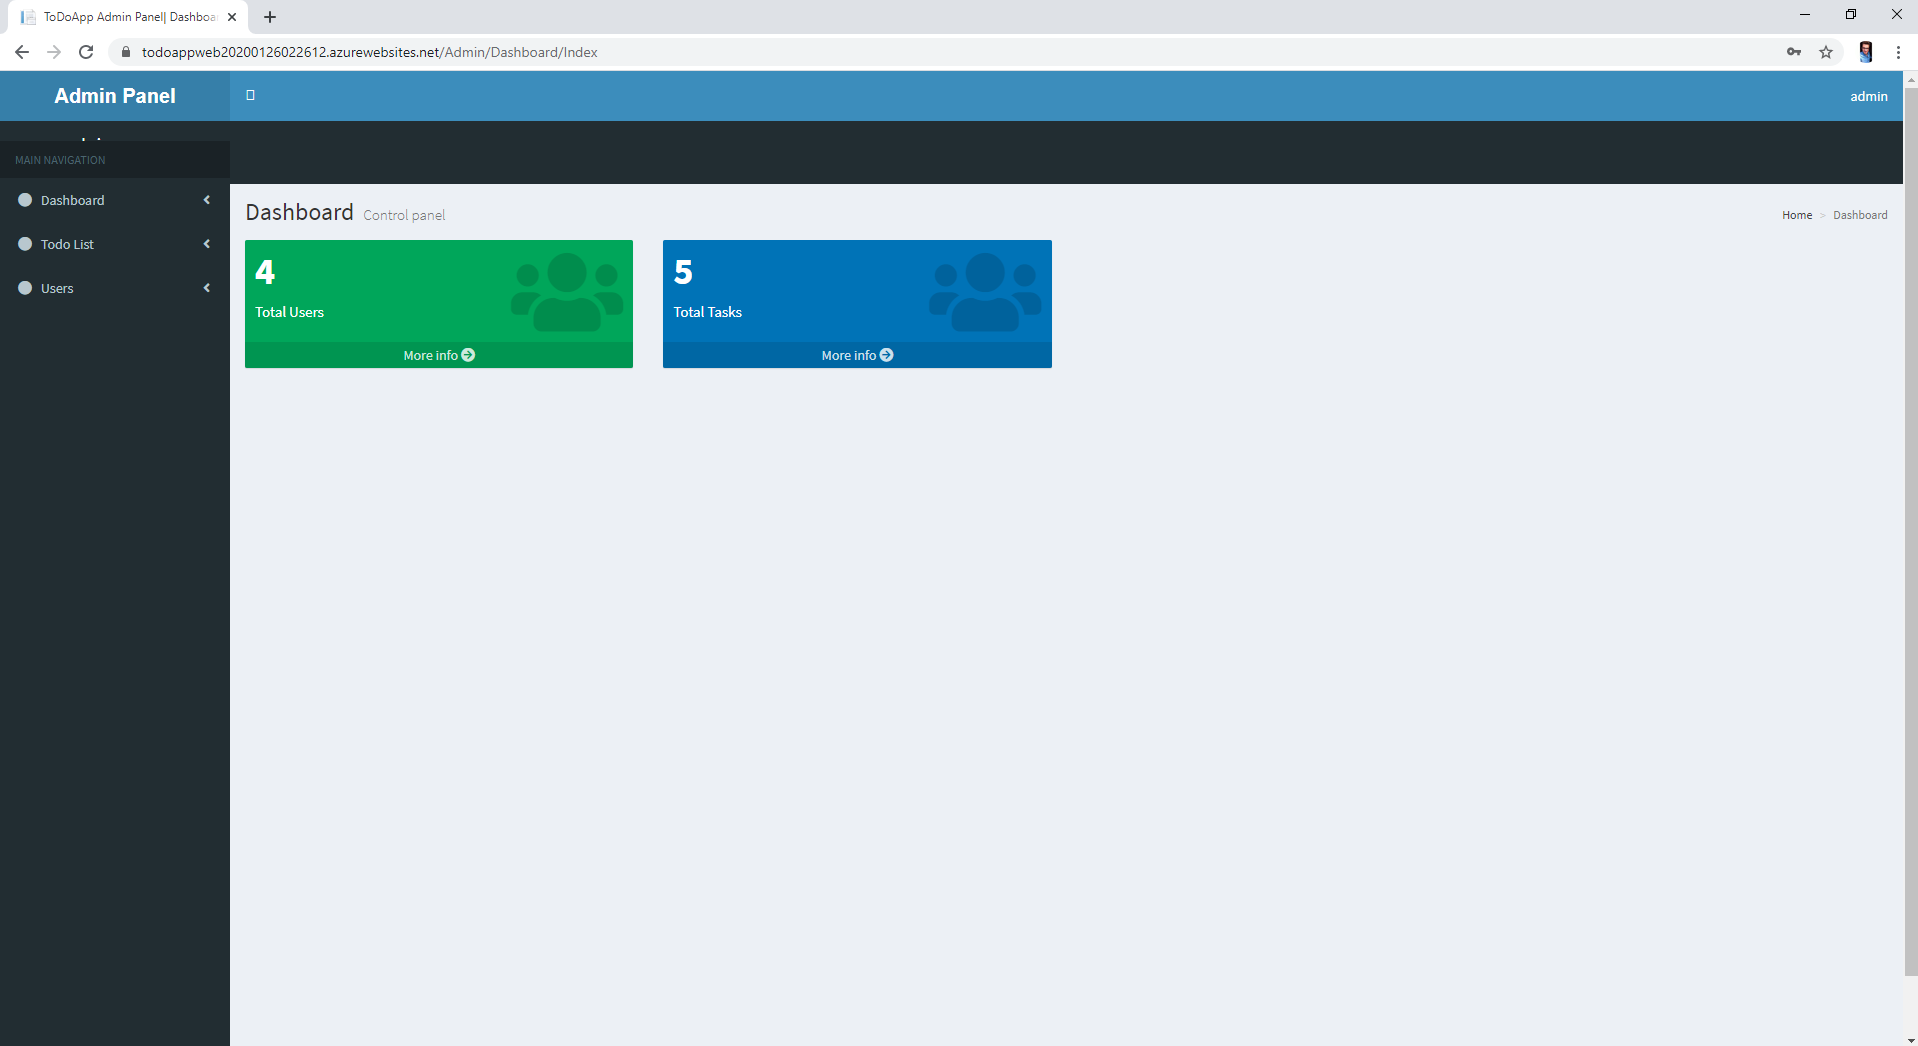 ToDoApp Admin Panel| Dashboa
todoappweb20200126022612.azurewebsites.net/Admin/Dashboard/Index
Admin Panel
admin
MAIN NAVIGATION
Dashboard
Todo List
Users
Dashboard Control panel
Home > Dashboard
4
Total Users
More info
5
Total Tasks
More info